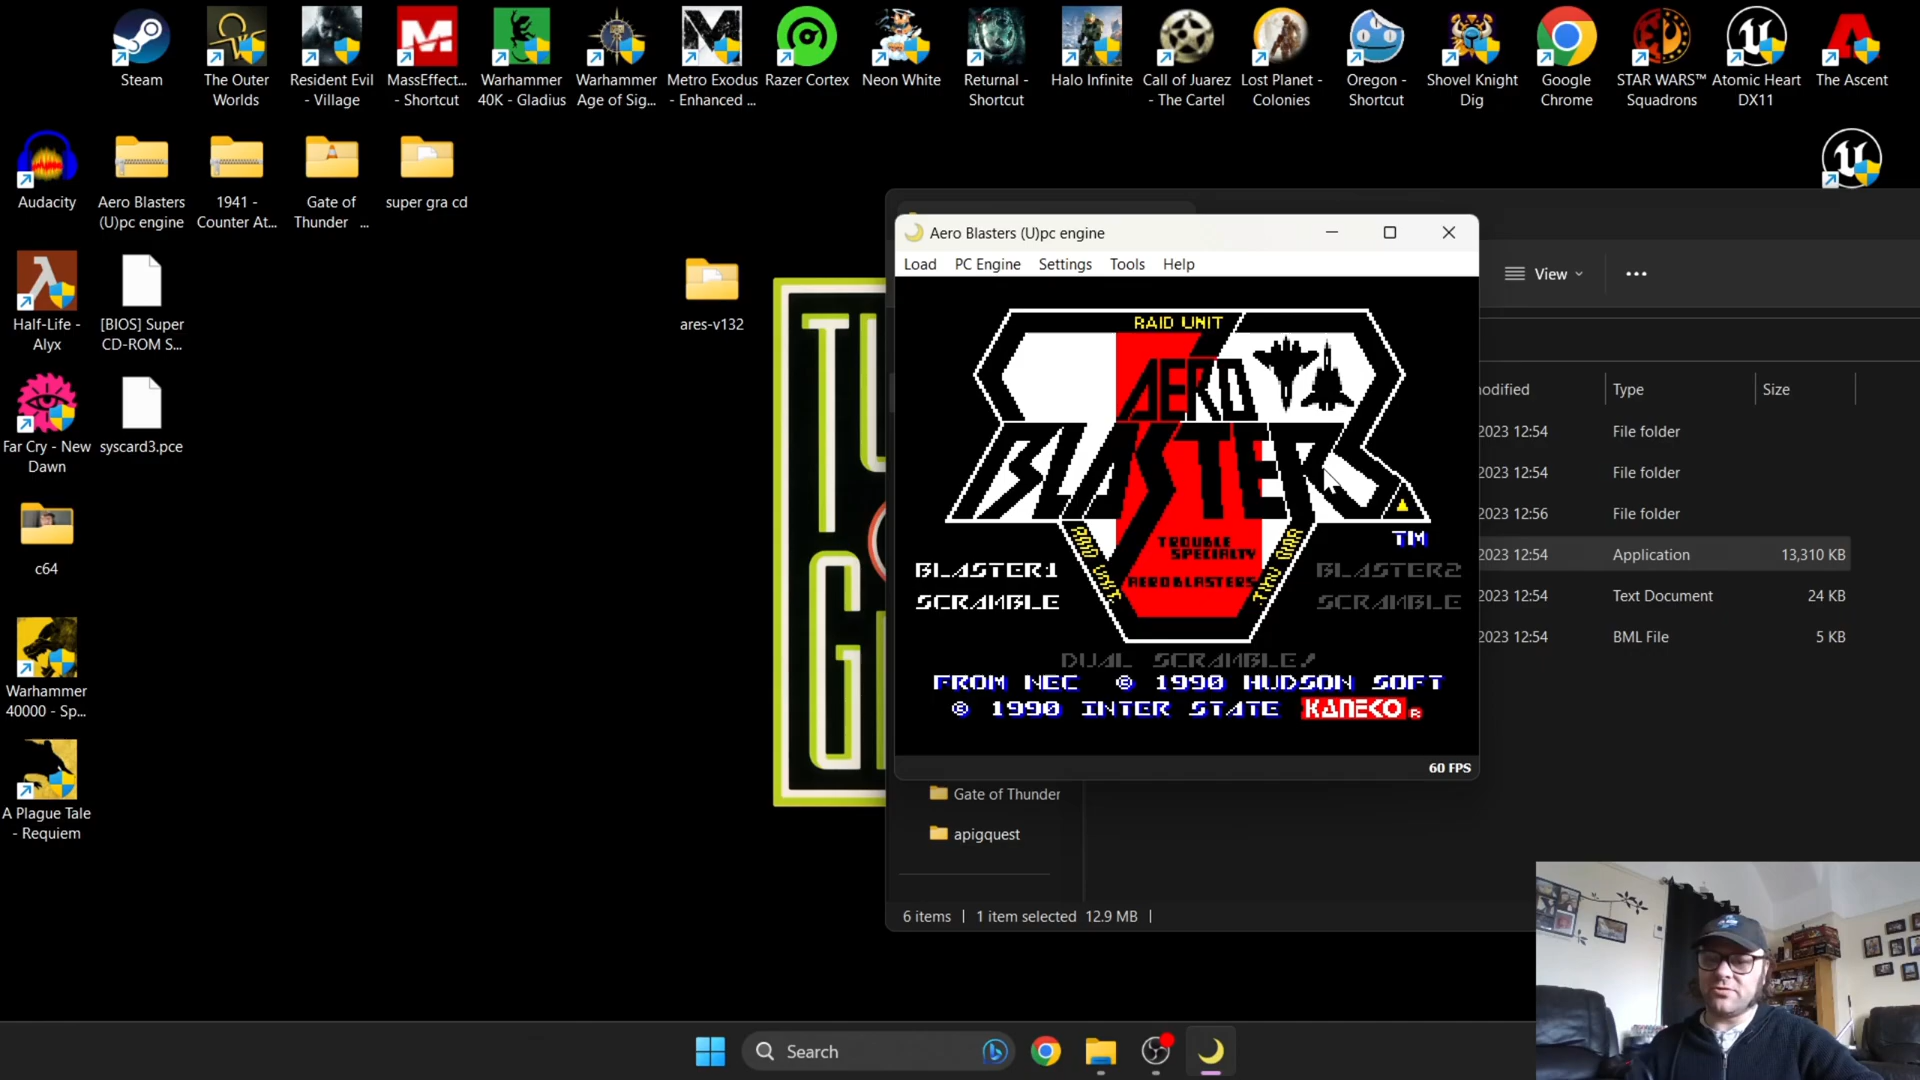 Steam
The Outer
Worlds
Resident Evil
- Village
MassEffect...
- Shortcut
Warhammer
40K - Gladius
Warhammer
Age of Sig...
Metro Exodus
- Enhanced ...
Razer Cortex
Neon White
Returnal -
Shortcut
Halo Infinite
Call of Juarez
- The Cartel
Lost Planet -
Colonies
Oregon -
Shortcut
Shovel Knight
Dig
Google
Chrome
STAR WARS™
Squadrons
Atomic Heart
DX11
The Ascent
Audacity
Aero Blasters
(U)pc engine
1941 -
Counter At...
Gate of
Thunder ...
super gra cd
Half-Life -
Alyx
[BIOS] Super
CD-ROM S...
ares-v132
Far Cry - New
Dawn
syscard3.pce
c64
Warhammer
40000 - Sp...
A Plague Tale
- Requiem
Aero Blasters (U)pc engine
Load PC Engine Settings Tools Help
RAID UNIT
AERO
BLASTERS
TM
TROUBLE
SPECIALTY
AEROBLASTERS
RAID UNIT
BLASTER1 BLASTER2
SCRAMBLE SCRAMBLE
DUAL SCRAMBLE!
FROM NEC © 1990 HUDSON SOFT
© 1990 INTER STATE KANEKO ®
60 FPS
View
Type Size
2023 12:54 File folder
2023 12:54 File folder
2023 12:56 File folder
2023 12:54 Application 13,310 KB
2023 12:54 Text Document 24 KB
2023 12:54 BML File 5 KB
Gate of Thunder
apigquest
6 items | 1 item selected 12.9 MB |
Search